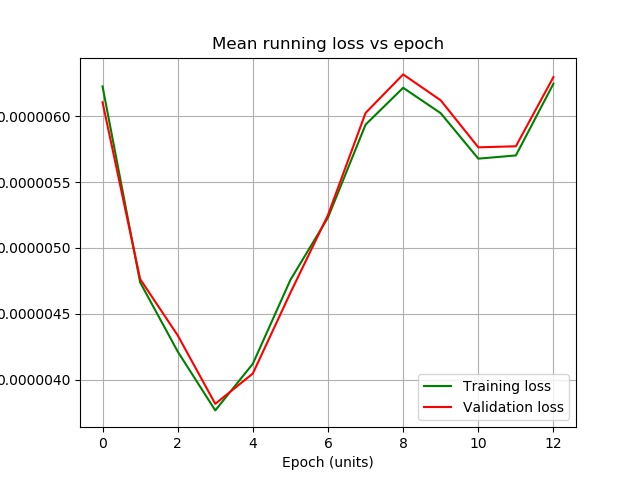 Mean running loss vs epoch
0.0000060
0.0000055
0.0000050
0.0000045
0.0000040
0 2 4 6 8 10 12
Epoch (units)
Training loss
Validation loss